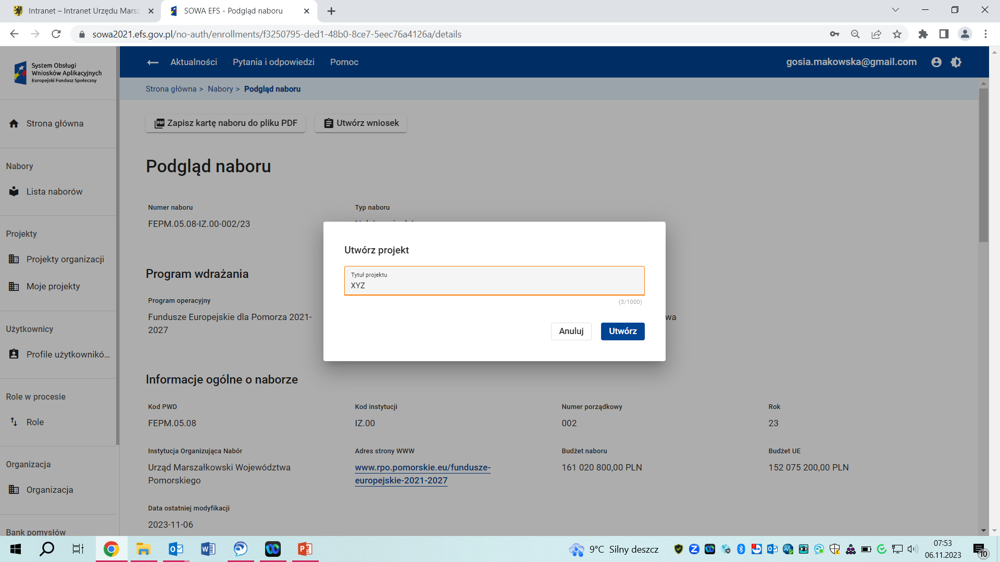 Intranet – Intranet Urzędu Marsz
SOWA EFS - Podgląd naboru
sowa2021.efs.gov.pl/no-auth/enrollments/f3250795-ded1-48b0-8ce7-5eec76a4126a/details
System Obsługi
Wniosków Aplikacyjnych
Europejski Fundusz Społeczny
Aktualności
Pytania i odpowiedzi
Pomoc
gosia.makowska@gmail.com
Strona główna > Nabory > Podgląd naboru
Strona główna
Nabory
Lista naborów
Projekty
Projekty organizacji
Moje projekty
Użytkownicy
Profile użytkownikó...
Role w procesie
Role
Organizacja
Organizacja
Bank pomysłów
Zapisz kartę naboru do pliku PDF
Utwórz wniosek
Podgląd naboru
Numer naboru
FEPM.05.08-IZ.00-002/23
Typ naboru
Program wdrażania
Program operacyjny
Fundusze Europejskie dla Pomorza 2021-
2027
wa
Utwórz projekt
Tytuł projektu
XYZ
(3/1000)
Anuluj
Utwórz
Informacje ogólne o naborze
Kod PWD
FEPM.05.08
Kod instytucji
IZ.00
Numer porządkowy
002
Rok
23
Instytucja Organizująca Nabór
Urząd Marszałkowski Województwa
Pomorskiego
Adres strony WWW
www.rpo.pomorskie.eu/fundusze-
europejskie-2021-2027
Budżet naboru
161 020 800,00 PLN
Budżet UE
152 075 200,00 PLN
Data ostatniej modyfikacji
2023-11-06
9°C Silny deszcz
07:53
06.11.2023
10